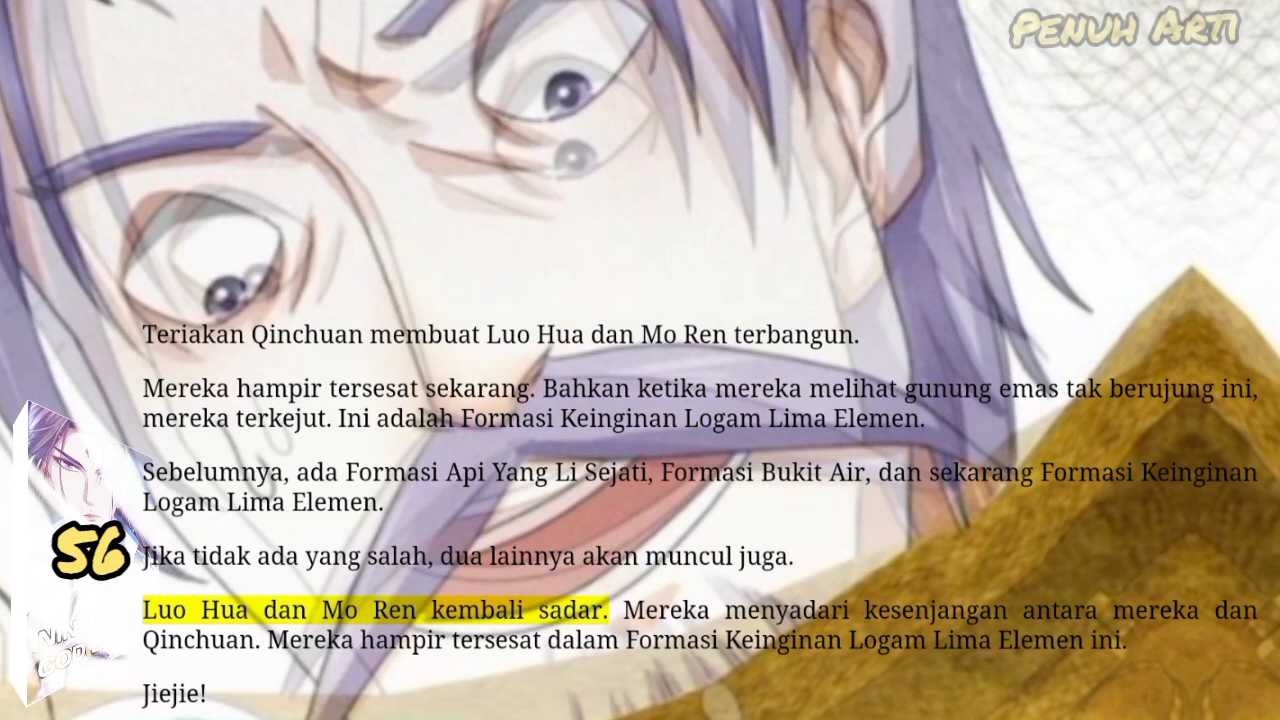 Penuh Arti
Teriakan Qinchuan membuat Luo Hua dan Mo Ren terbangun.
Mereka hampir tersesat sekarang. Bahkan ketika mereka melihat gunung emas tak berujung ini,
mereka terkejut. Ini adalah Formasi Keinginan Logam Lima Elemen.
Sebelumnya, ada Formasi Api Yang Li Sejati, Formasi Bukit Air, dan sekarang Formasi Keinginan
Logam Lima Elemen.
56
Jika tidak ada yang salah, dua lainnya akan muncul juga.
Luo Hua dan Mo Ren kembali sadar. Mereka menyadari kesenjangan antara mereka dan
Qinchuan. Mereka hampir tersesat dalam Formasi Keinginan Logam Lima Elemen ini.
Jiejie!